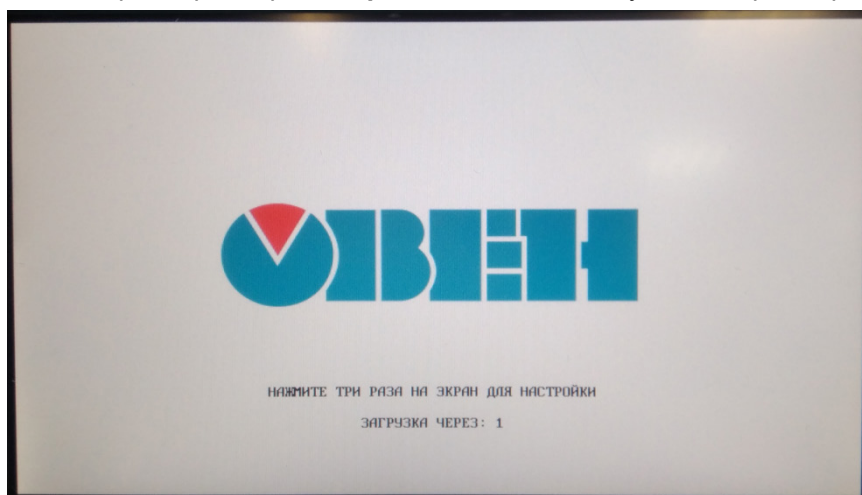 ОВЕН
НАЖМИТЕ ТРИ РАЗА НА ЭКРАН ДЛЯ НАСТРОЙКИ
ЗАГРУЗКА ЧЕРЕЗ: 1